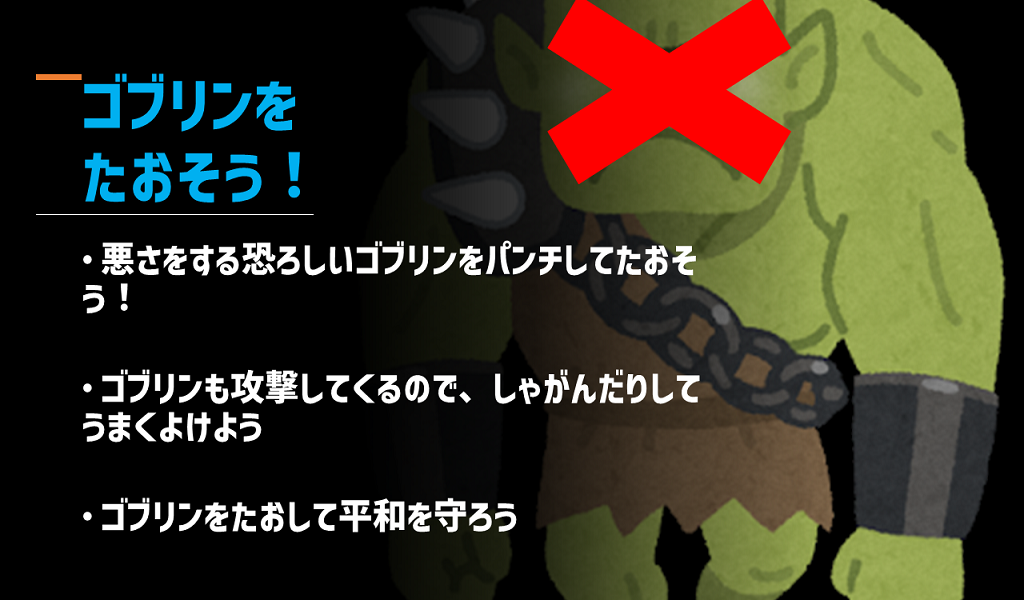 ゴブリンを
たおそう！
・悪さをする恐ろしいゴブリンをパンチしてたおそ
う！
・ゴブリンも攻撃してくるので、しゃがんだりして
うまくよけよう
・ゴブリンをたおして平和を守ろう